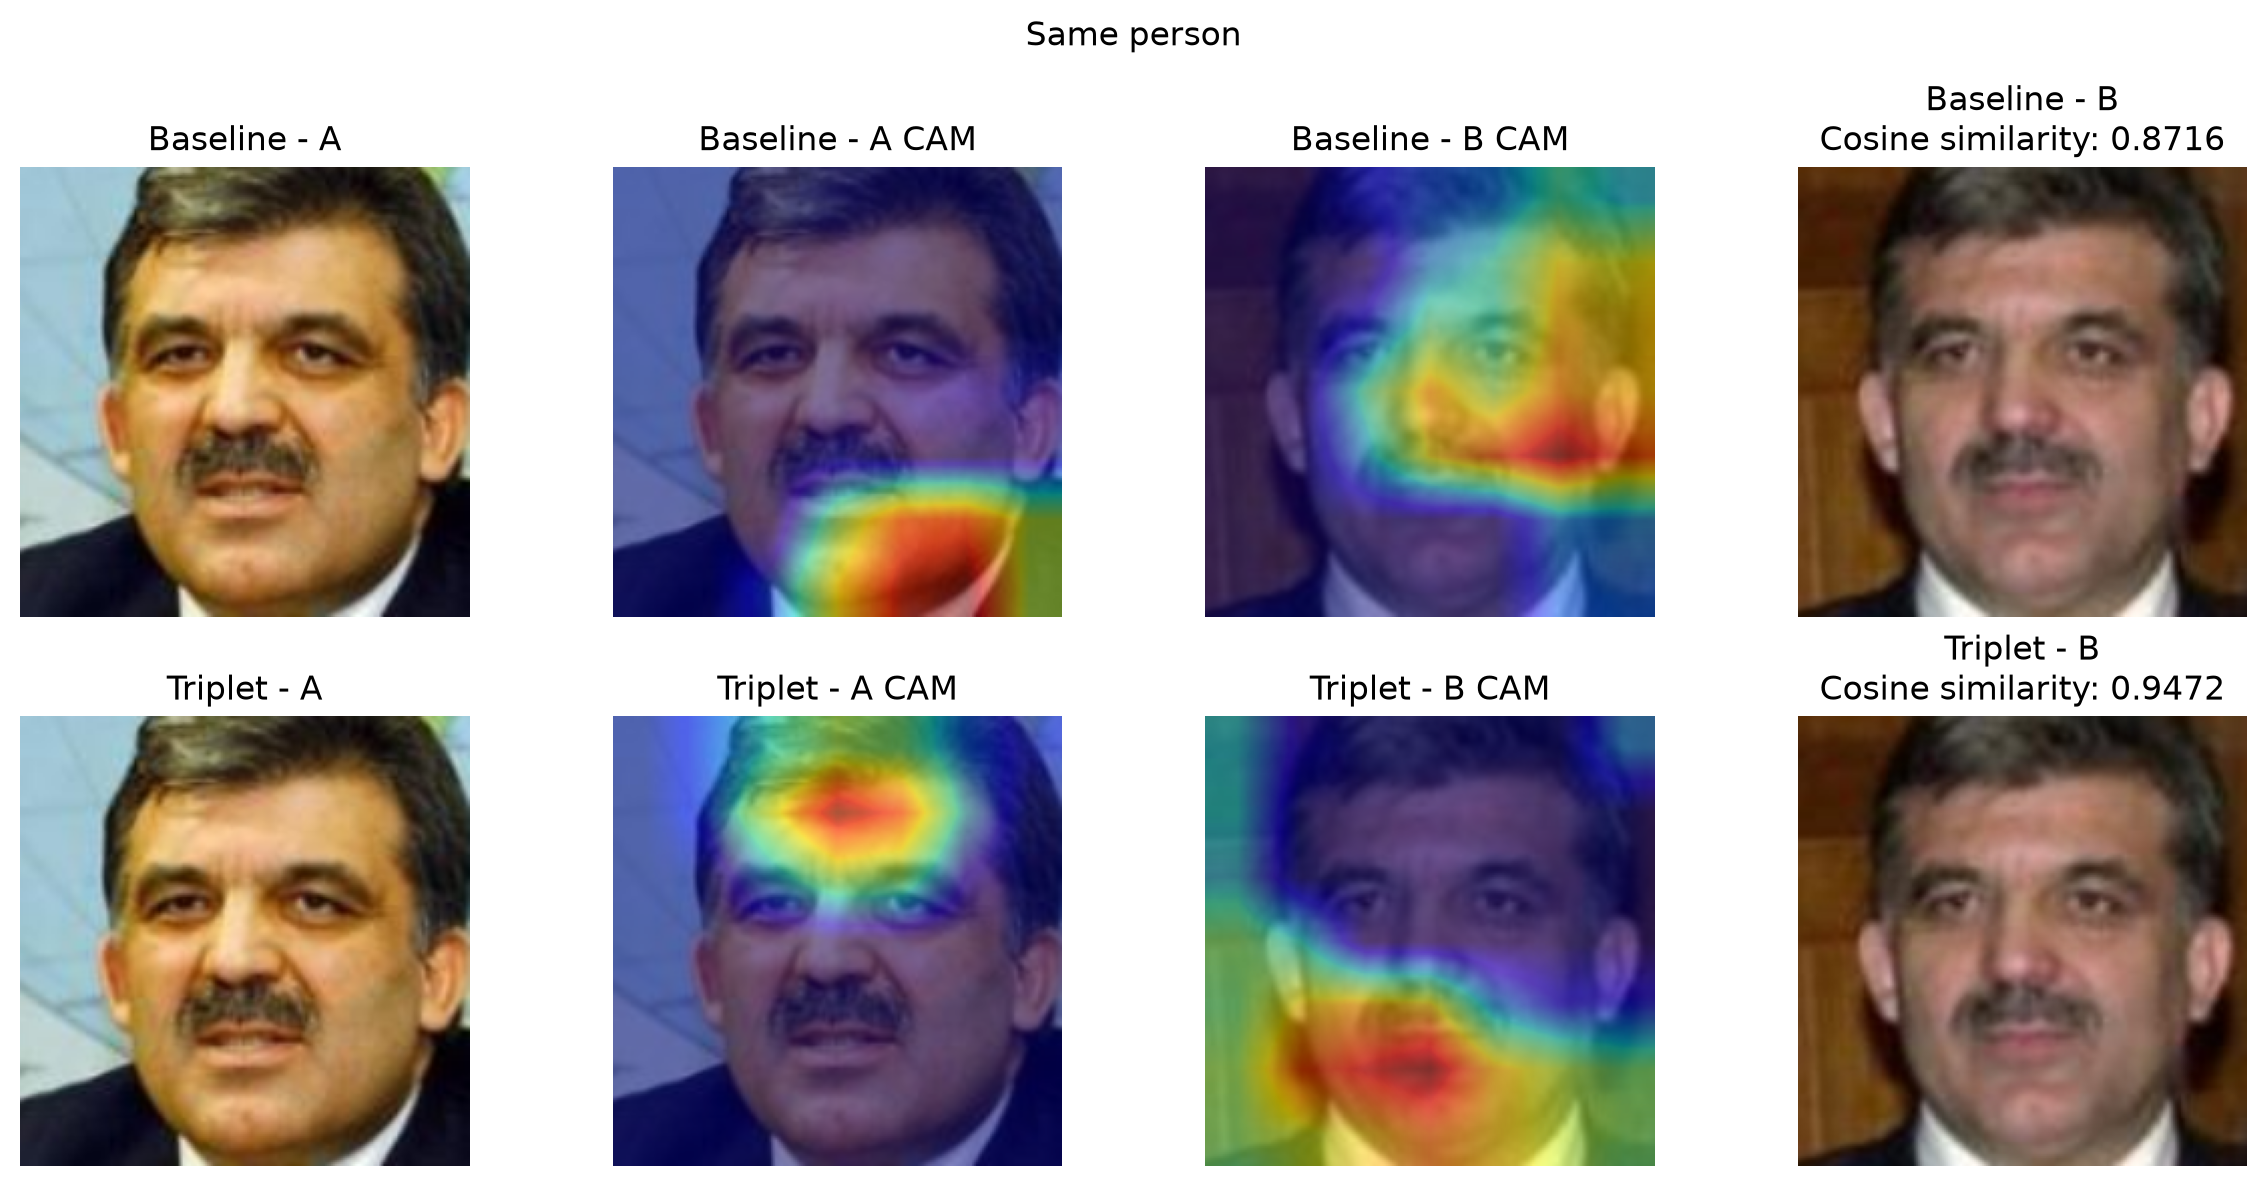 Same person
Baseline - A
Baseline - A CAM
Baseline - B CAM
Baseline - B
Cosine similarity: 0.8716
Triplet - A
Triplet - A CAM
Triplet - B CAM
Triplet - B
Cosine similarity: 0.9472